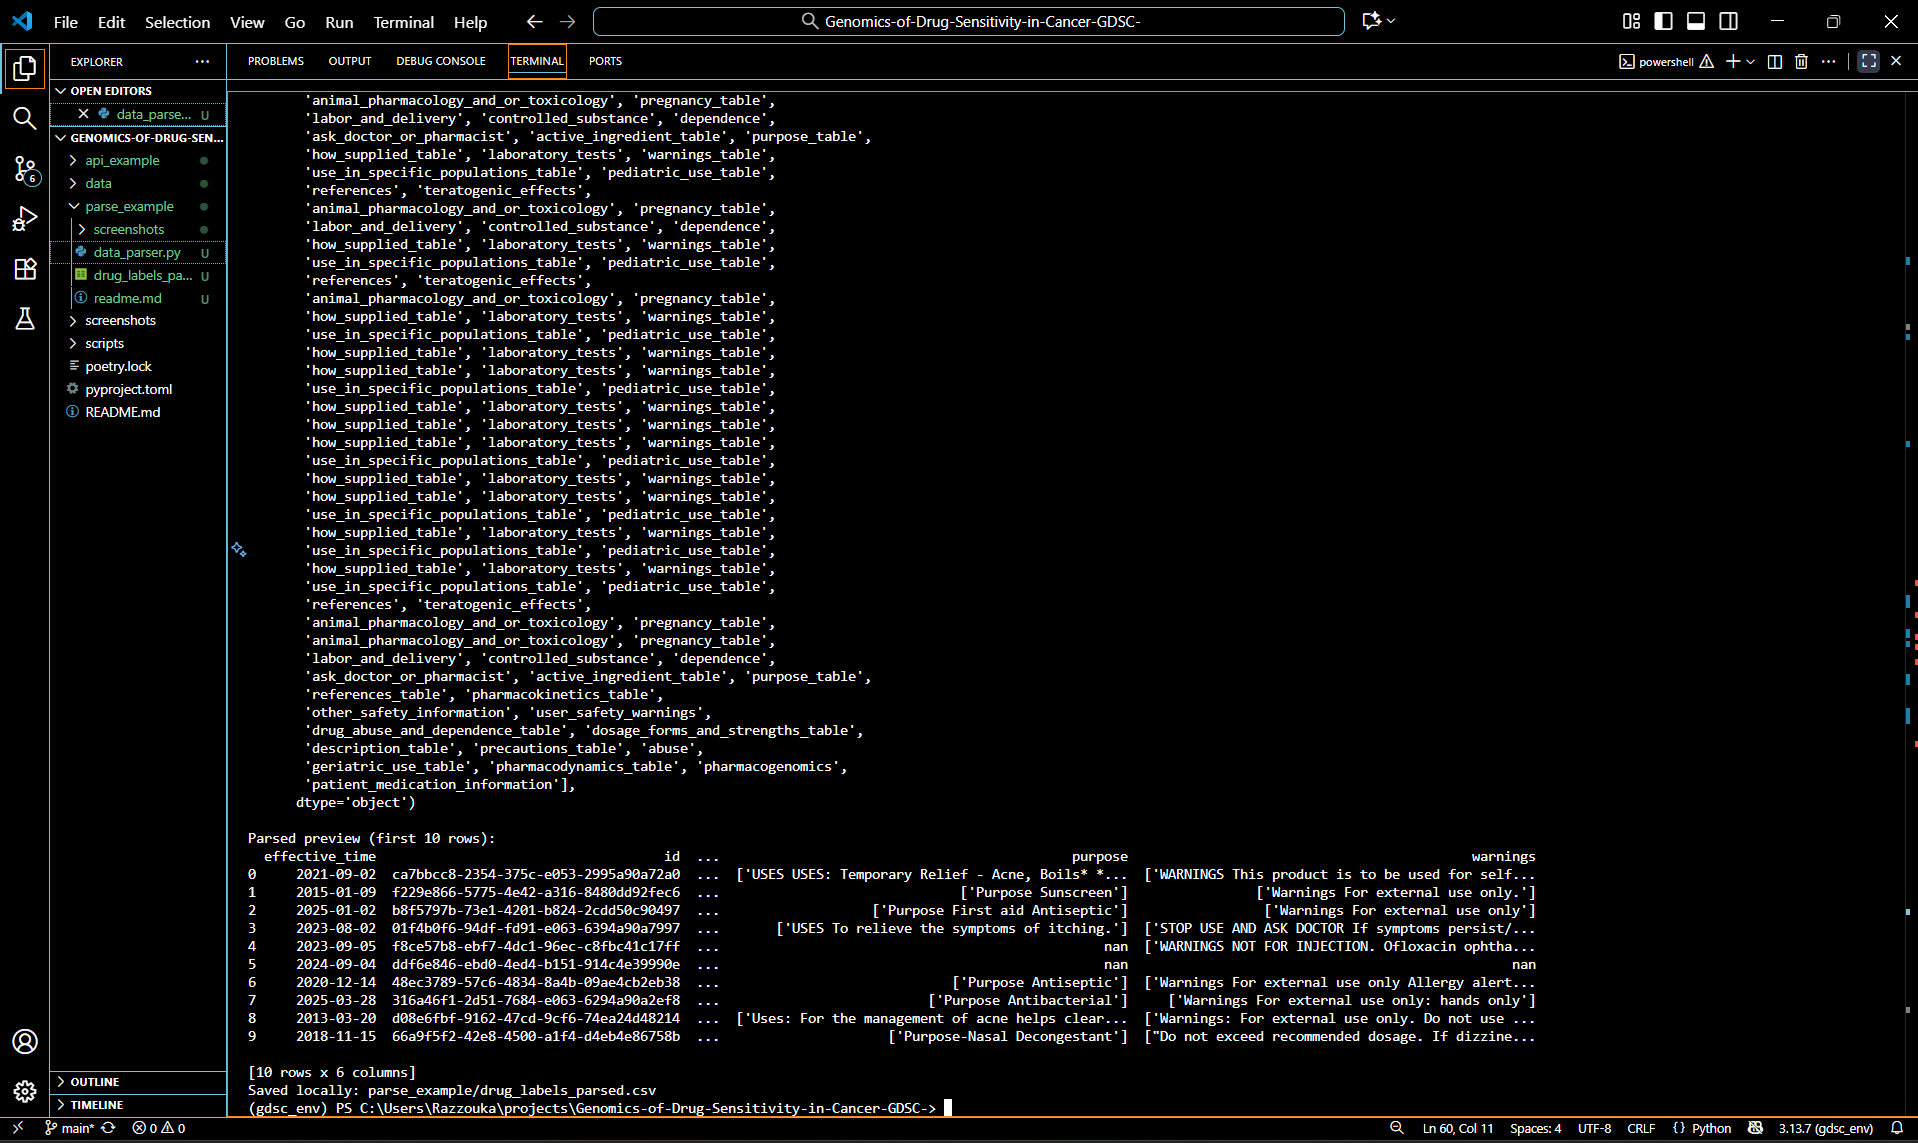 File Edit Selection View Go Run Terminal Help
Genomics-of-Drug-Sensitivity-in-Cancer-GDSC-
EXPLORER
PROBLEMS OUTPUT DEBUG CONSOLE TERMINAL PORTS
powershell
OPEN EDITORS
data_parse... U
GENOMICS-OF-DRUG-SEN...
api_example
data
parse_example
screenshots
data_parser.py U
drug_labels_pa... U
readme.md U
screenshots
scripts
poetry.lock
pyproject.toml
README.md
6
OUTLINE
TIMELINE
'animal_pharmacology_and_or_toxicology', 'pregnancy_table',
'labor_and_delivery', 'controlled_substance', 'dependence',
'ask_doctor_or_pharmacist', 'active_ingredient_table', 'purpose_table',
'how_supplied_table', 'laboratory_tests', 'warnings_table',
'use_in_specific_populations_table', 'pediatric_use_table',
'references', 'teratogenic_effects',
'animal_pharmacology_and_or_toxicology', 'pregnancy_table',
'labor_and_delivery', 'controlled_substance', 'dependence',
'how_supplied_table', 'laboratory_tests', 'warnings_table',
'use_in_specific_populations_table', 'pediatric_use_table',
'references', 'teratogenic_effects',
'animal_pharmacology_and_or_toxicology', 'pregnancy_table',
'how_supplied_table', 'laboratory_tests', 'warnings_table',
'use_in_specific_populations_table', 'pediatric_use_table',
'how_supplied_table', 'laboratory_tests', 'warnings_table',
'how_supplied_table', 'laboratory_tests', 'warnings_table',
'use_in_specific_populations_table', 'pediatric_use_table',
'how_supplied_table', 'laboratory_tests', 'warnings_table',
'how_supplied_table', 'laboratory_tests', 'warnings_table',
'how_supplied_table', 'laboratory_tests', 'warnings_table',
'use_in_specific_populations_table', 'pediatric_use_table',
'how_supplied_table', 'laboratory_tests', 'warnings_table',
'how_supplied_table', 'laboratory_tests', 'warnings_table',
'use_in_specific_populations_table', 'pediatric_use_table',
'how_supplied_table', 'laboratory_tests', 'warnings_table',
'use_in_specific_populations_table', 'pediatric_use_table',
'how_supplied_table', 'laboratory_tests', 'warnings_table',
'use_in_specific_populations_table', 'pediatric_use_table',
'references', 'teratogenic_effects',
'animal_pharmacology_and_or_toxicology', 'pregnancy_table',
'animal_pharmacology_and_or_toxicology', 'pregnancy_table',
'labor_and_delivery', 'controlled_substance', 'dependence',
'ask_doctor_or_pharmacist', 'active_ingredient_table', 'purpose_table',
'references_table', 'pharmacokinetics_table',
'other_safety_information', 'user_safety_warnings',
'drug_abuse_and_dependence_table', 'dosage_forms_and_strengths_table',
'description_table', 'precautions_table', 'abuse',
'geriatric_use_table', 'pharmacodynamics_table', 'pharmacogenomics',
'patient_medication_information'],
dtype='object')
Parsed preview (first 10 rows):
effective_time id ... purpose warnings
0 2021-09-02 ca7bbcc8-2354-375c-e053-2995a90a72a0 ... ['USES USES: Temporary Relief - Acne, Boils* *... ['WARNINGS This product is to be used for self...
1 2015-01-09 f229e866-5775-4e42-a316-8480dd92fec6 ... ['Purpose Sunscreen'] ['Warnings For external use only.']
2 2025-01-02 b8f5797b-73e1-4201-b824-2cdd50c90497 ... ['Purpose First aid Antiseptic'] ['Warnings For external use only']
3 2023-08-02 01f4b0f6-94df-fd91-e063-6394a90a7997 ... ['USES To relieve the symptoms of itching.'] ['STOP USE AND ASK DOCTOR If symptoms persist/...
4 2023-09-05 f8ce57b8-ebf7-4dc1-96ec-c8fbc41c17ff ... nan ['WARNINGS NOT FOR INJECTION. Ofloxacin ophtha...
5 2024-09-04 ddf6e846-ebd0-4ed4-b151-914c4e39990e ... nan nan
6 2020-12-14 48ec3789-57c6-4834-8a4b-09ae4cb2eb38 ... ['Purpose Antiseptic'] ['Warnings For external use only Allergy alert...
7 2025-03-28 316a46f1-2d51-7684-e063-6294a90a2ef8 ... ['Purpose Antibacterial'] ['Warnings For external use only: hands only']
8 2013-03-20 d08e6fbf-9162-47cd-9cf6-74ea24d48214 ... ['Uses: For the management of acne helps clear... ['Warnings: For external use only. Do not use ...
9 2018-11-15 66a9f5f2-42e8-4500-a1f4-d4eb4e86758b ... ['Purpose-Nasal Decongestant'] ["Do not exceed recommended dosage. If dizzine...
[10 rows x 6 columns]
Saved locally: parse_example/drug_labels_parsed.csv
(gdsc_env) PS C:\Users\Razzouka\projects\Genomics-of-Drug-Sensitivity-in-Cancer-GDSC->
main* 0 0 Ln 60, Col 11 Spaces: 4 UTF-8 CRLF {} Python 3.13.7 (gdsc_env)